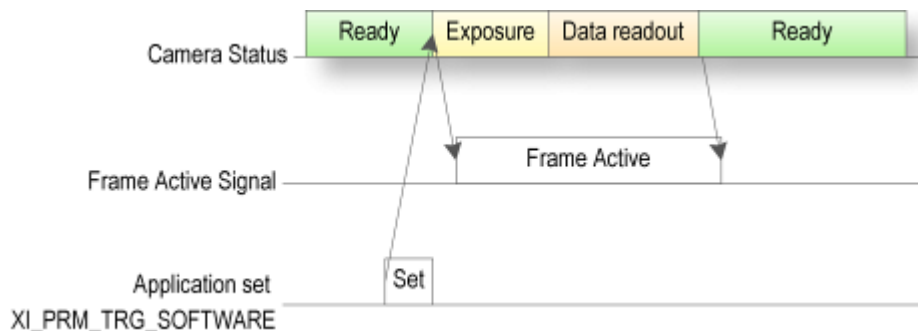 Ready Exposure Data readout Ready
Camera Status
Frame Active
Frame Active Signal
Set
Application set
XI_PRM_TRG_SOFTWARE